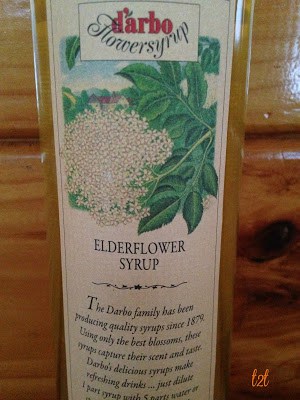 d'arbo
Flowersyrup
ELDERFLOWER
SYRUP
The Darbo family has been
producing quality syrups since 1879.
Using only the best blossoms, these
syrups capture their scent and taste.
Darbo's delicious syrups make
refreshing drinks ... just dilute
1 part syrup with 5 parts water or
t2t